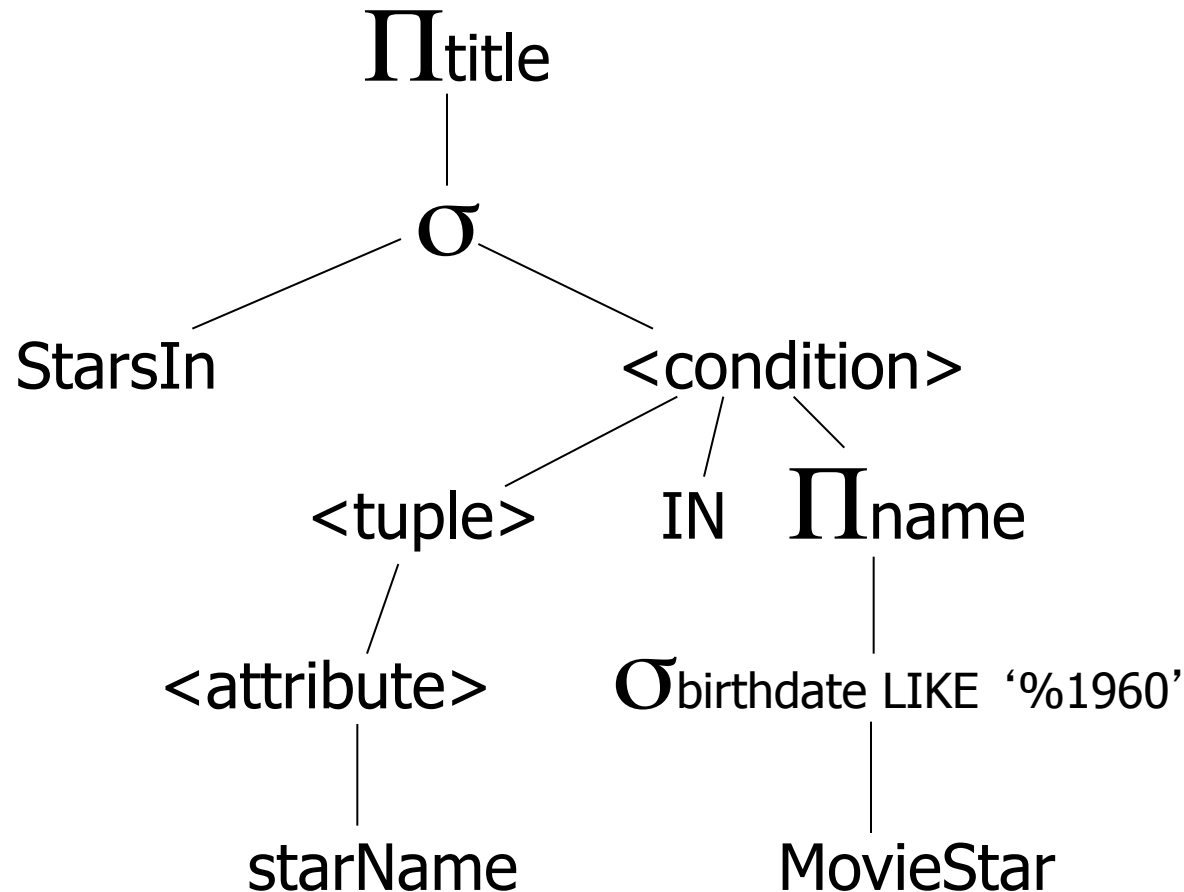 Πtitle
σ
StarsIn <condition>
<tuple> IN Πname
<attribute> σbirthdate LIKE ‘%1960’
starName MovieStar